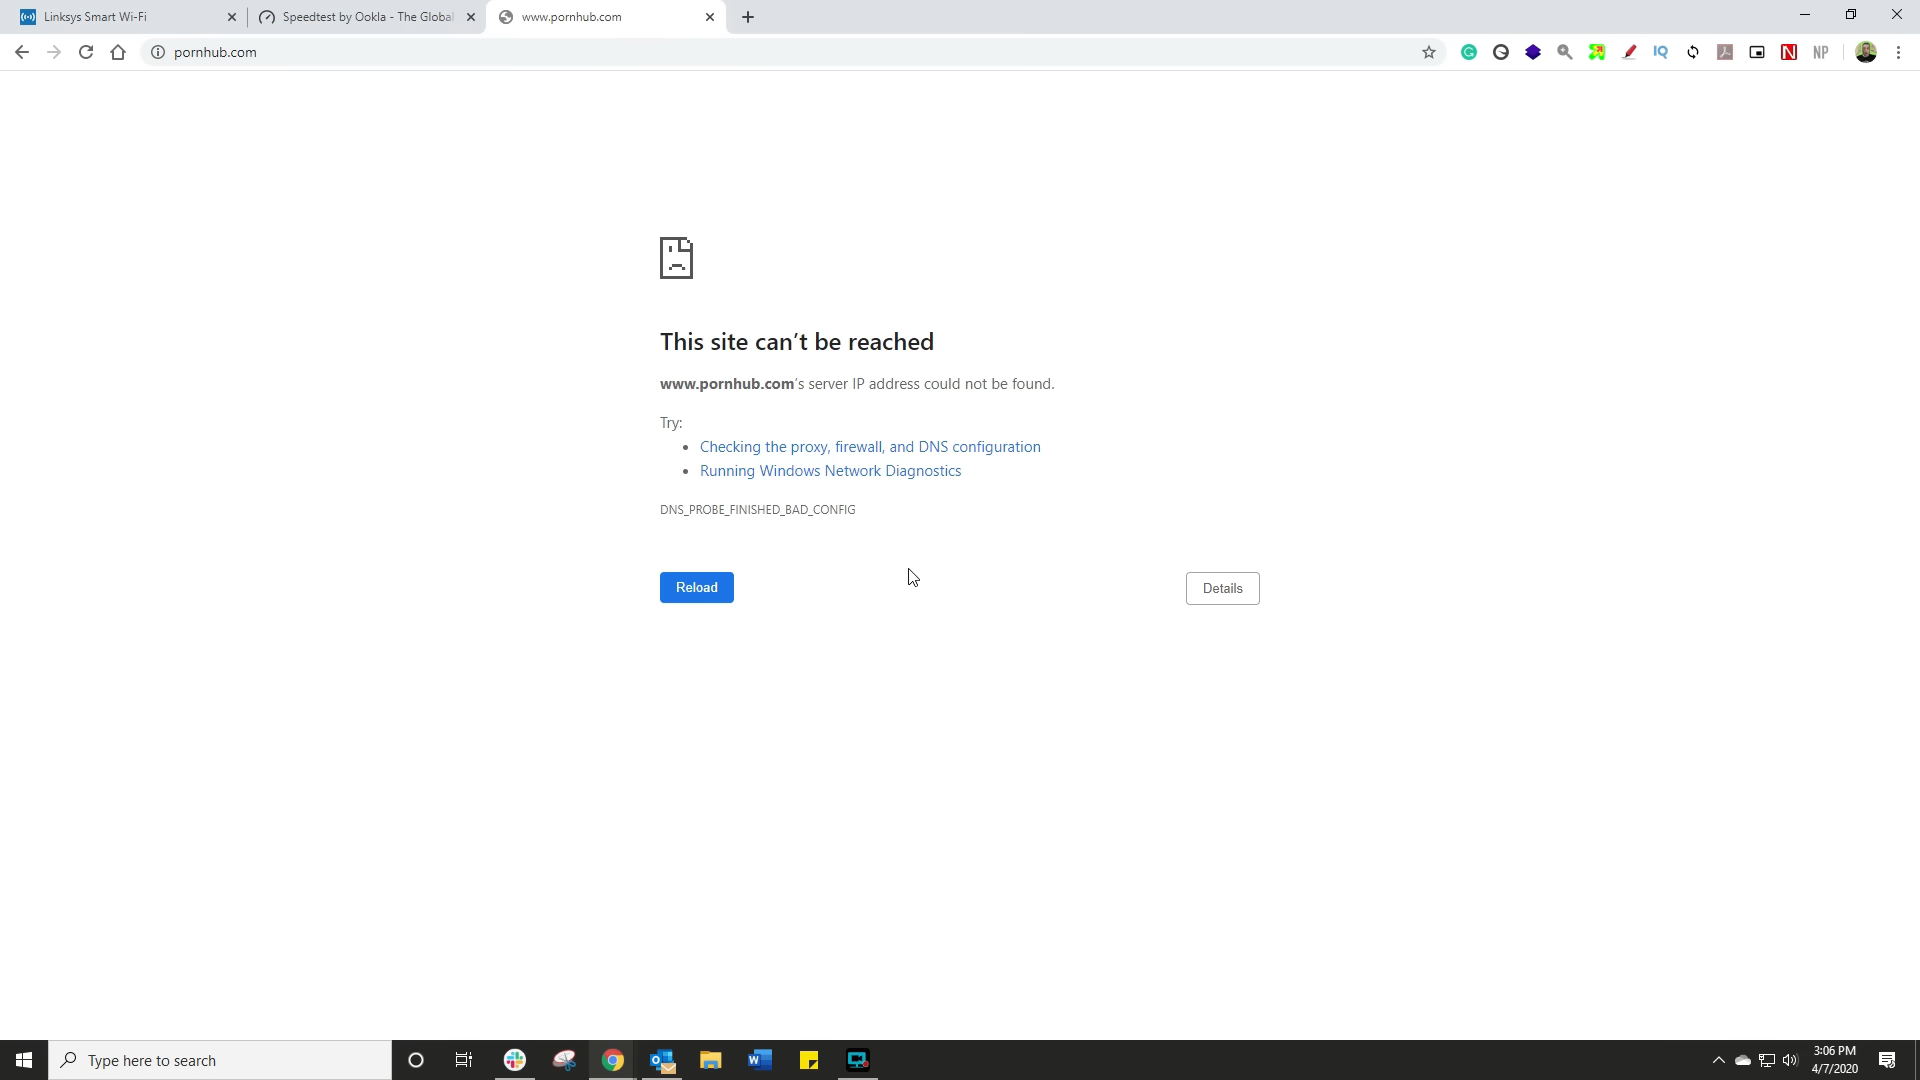 Linksys Smart Wi-Fi
Speedtest by Ookla - The Global
www.pornhub.com
pornhub.com
IQ
N
NP
This site can’t be reached
www.pornhub.com’s server IP address could not be found.
Try:
Checking the proxy, firewall, and DNS configuration
Running Windows Network Diagnostics
DNS_PROBE_FINISHED_BAD_CONFIG
Reload
Details
Type here to search
3:06 PM
4/7/2020